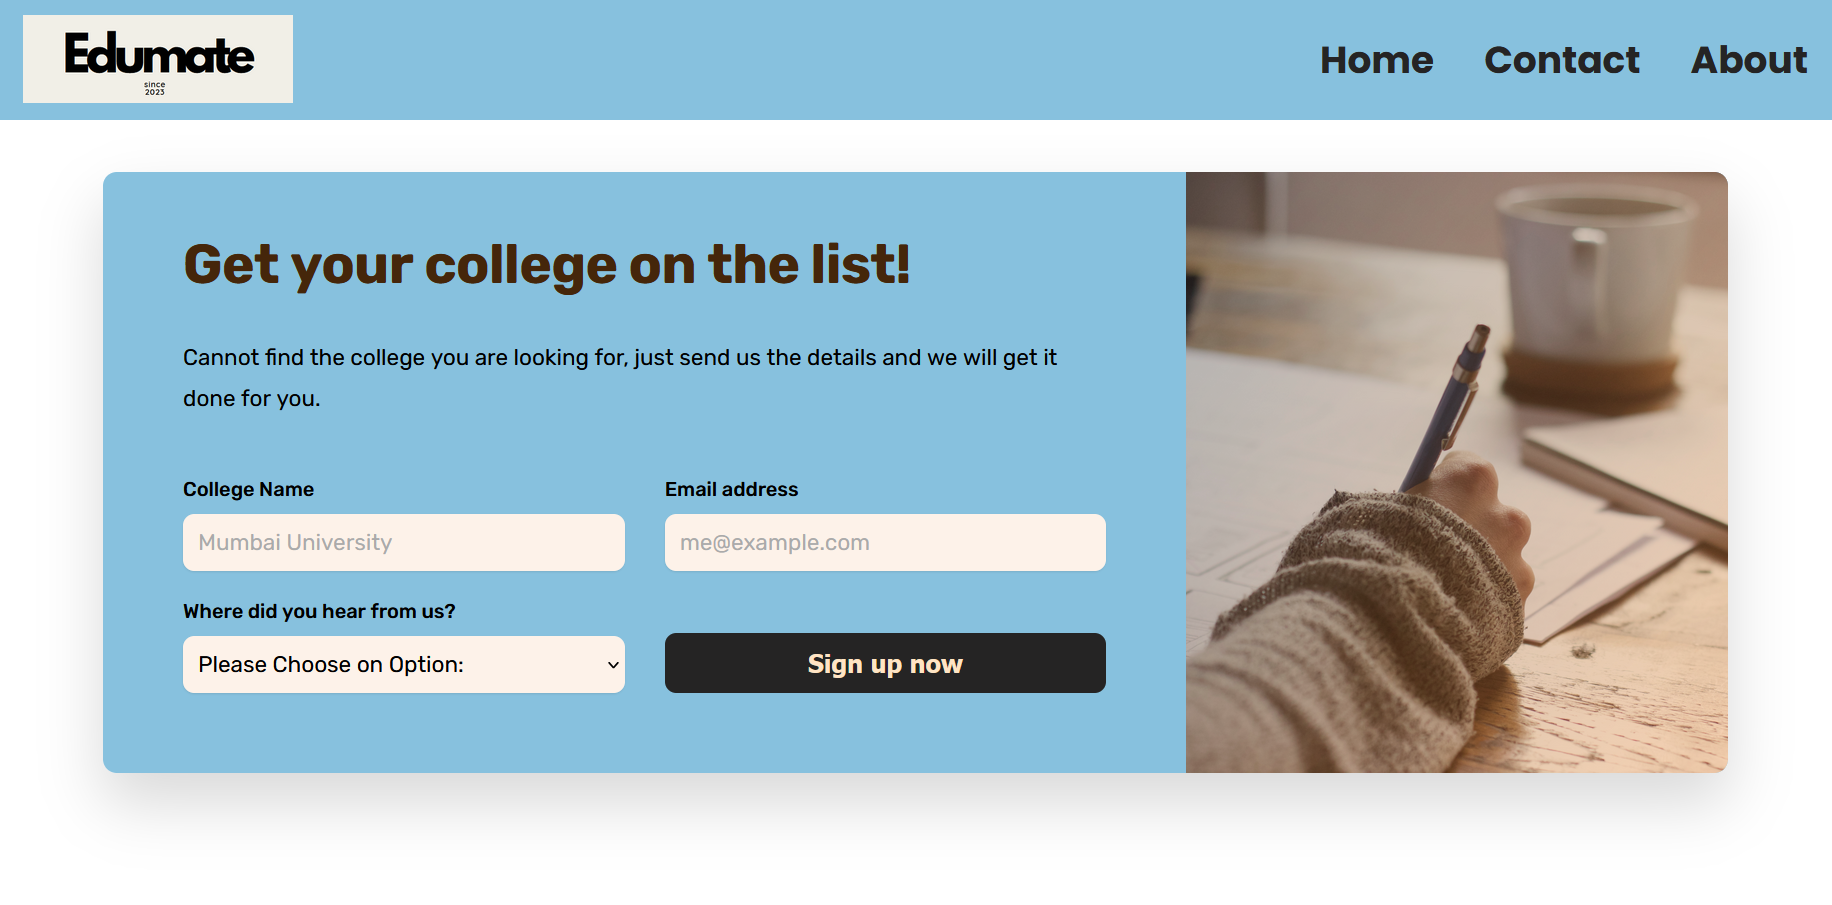 Edumate
since
2023
Home Contact About
Get your college on the list!
Cannot find the college you are looking for, just send us the details and we will get it
done for you.
College Name Email address
Mumbai University me@example.com
Where did you hear from us?
Please Choose on Option: Sign up now